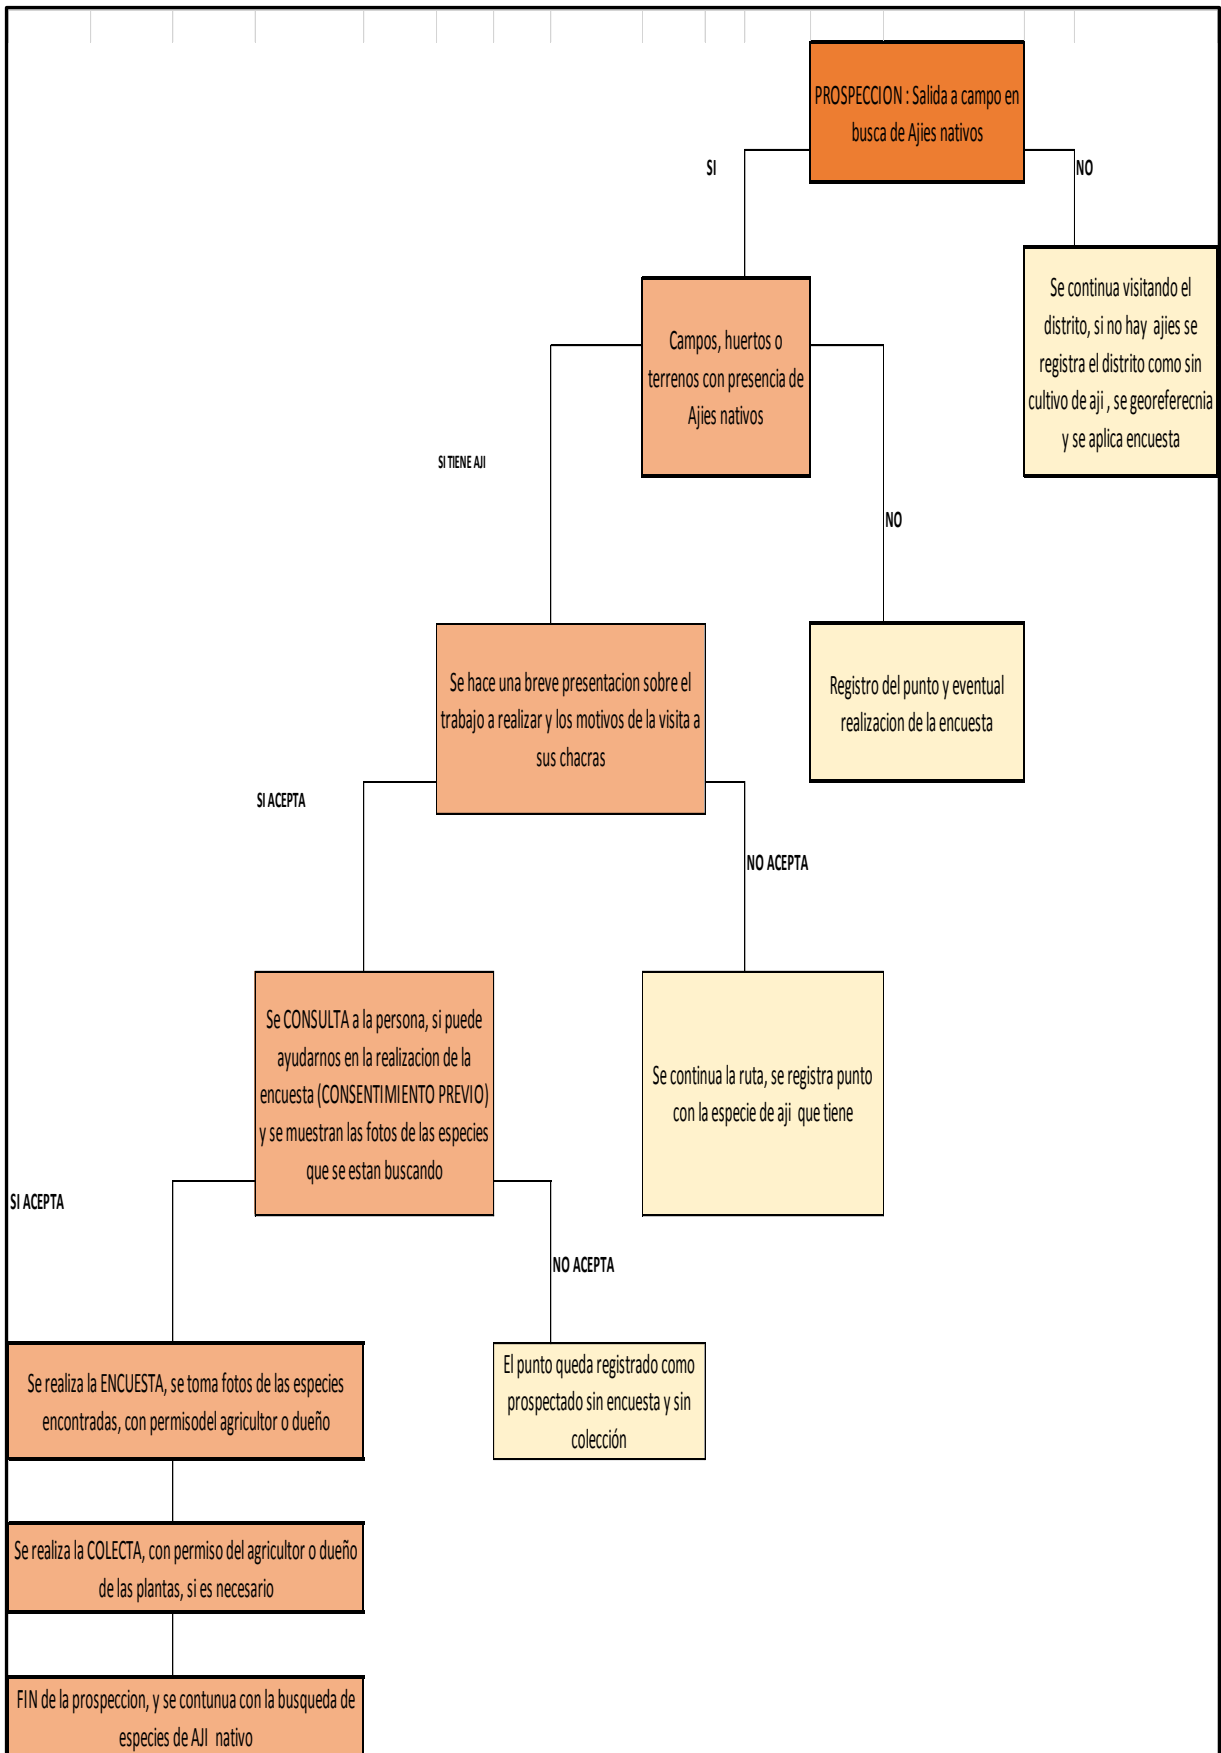 PROSPECCION : Salida a campo en
busca de Ajies nativos
SI
NO
Se continua visitando el
distrito, si no hay ajies se
registra el distrito como sin
cultivo de aji , se georeferecnia
y se aplica encuesta
Campos, huertos o
terrenos con presencia de
Ajies nativos
SI TIENE AJI
NO
Se hace una breve presentacion sobre el
trabajo a realizar y los motivos de la visita a
sus chacras
Registro del punto y eventual
realizacion de la encuesta
SI ACEPTA
NO ACEPTA
Se CONSULTA a la persona, si puede
ayudarnos en la realizacion de la
encuesta (CONSENTIMIENTO PREVIO)
y se muestran las fotos de las especies
que se estan buscando
Se continua la ruta, se registra punto
con la especie de aji que tiene
SI ACEPTA
NO ACEPTA
Se realiza la ENCUESTA, se toma fotos de las especies
encontradas, con permisodel agricultor o dueño
El punto queda registrado como
prospectado sin encuesta y sin
colección
Se realiza la COLECTA, con permiso del agricultor o dueño
de las plantas, si es necesario
FIN de la prospeccion, y se contunua con la busqueda de
especies de AJI nativo